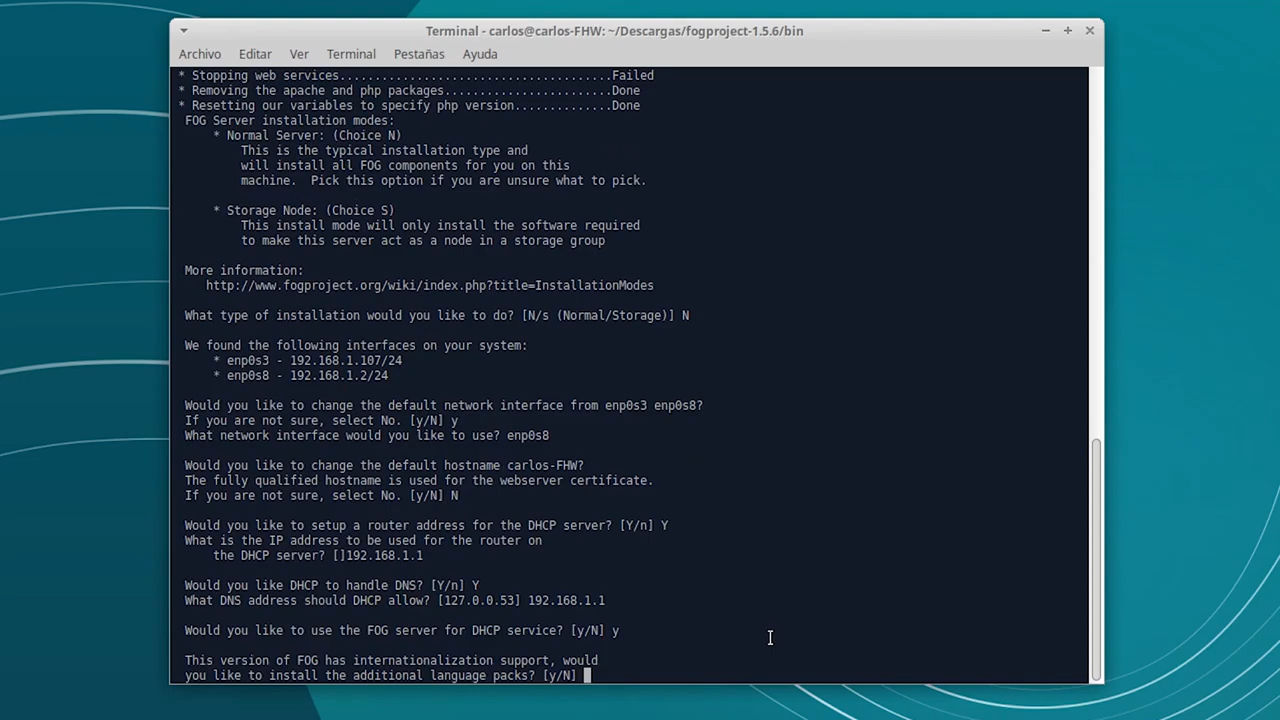 Terminal - carlos@carlos-FHW: ~/Descargas/fogproject-1.5.6/bin
Archivo Editar Ver Terminal Pestañas Ayuda
* Stopping web services...................................Failed
* Removing the apache and php packages........................Done
* Resetting our variables to specify php version..............Done
FOG Server installation modes:
* Normal Server: (Choice N)
This is the typical installation type and
will install all FOG components for you on this
machine.  Pick this option if you are unsure what to pick.
* Storage Node: (Choice S)
This install mode will only install the software required
to make this server act as a node in a storage group
More information:
http://www.fogproject.org/wiki/index.php?title=InstallationModes
What type of installation would you like to do? [N/s (Normal/Storage)] N
We found the following interfaces on your system:
* enp0s3 - 192.168.1.107/24
* enp0s8 - 192.168.1.2/24
Would you like to change the default network interface from enp0s3 enp0s8?
If you are not sure, select No. [y/N] y
What network interface would you like to use? enp0s8
Would you like to change the default hostname carlos-FHW?
The fully qualified hostname is used for the webserver certificate.
If you are not sure, select No. [y/N] N
Would you like to setup a router address for the DHCP server? [Y/n] Y
What is the IP address to be used for the router on
the DHCP server? []192.168.1.1
Would you like DHCP to handle DNS? [Y/n] Y
What DNS address should DHCP allow? [127.0.0.53] 192.168.1.1
Would you like to use the FOG server for DHCP service? [y/N] y
This version of FOG has internationalization support, would
you like to install the additional language packs? [y/N]